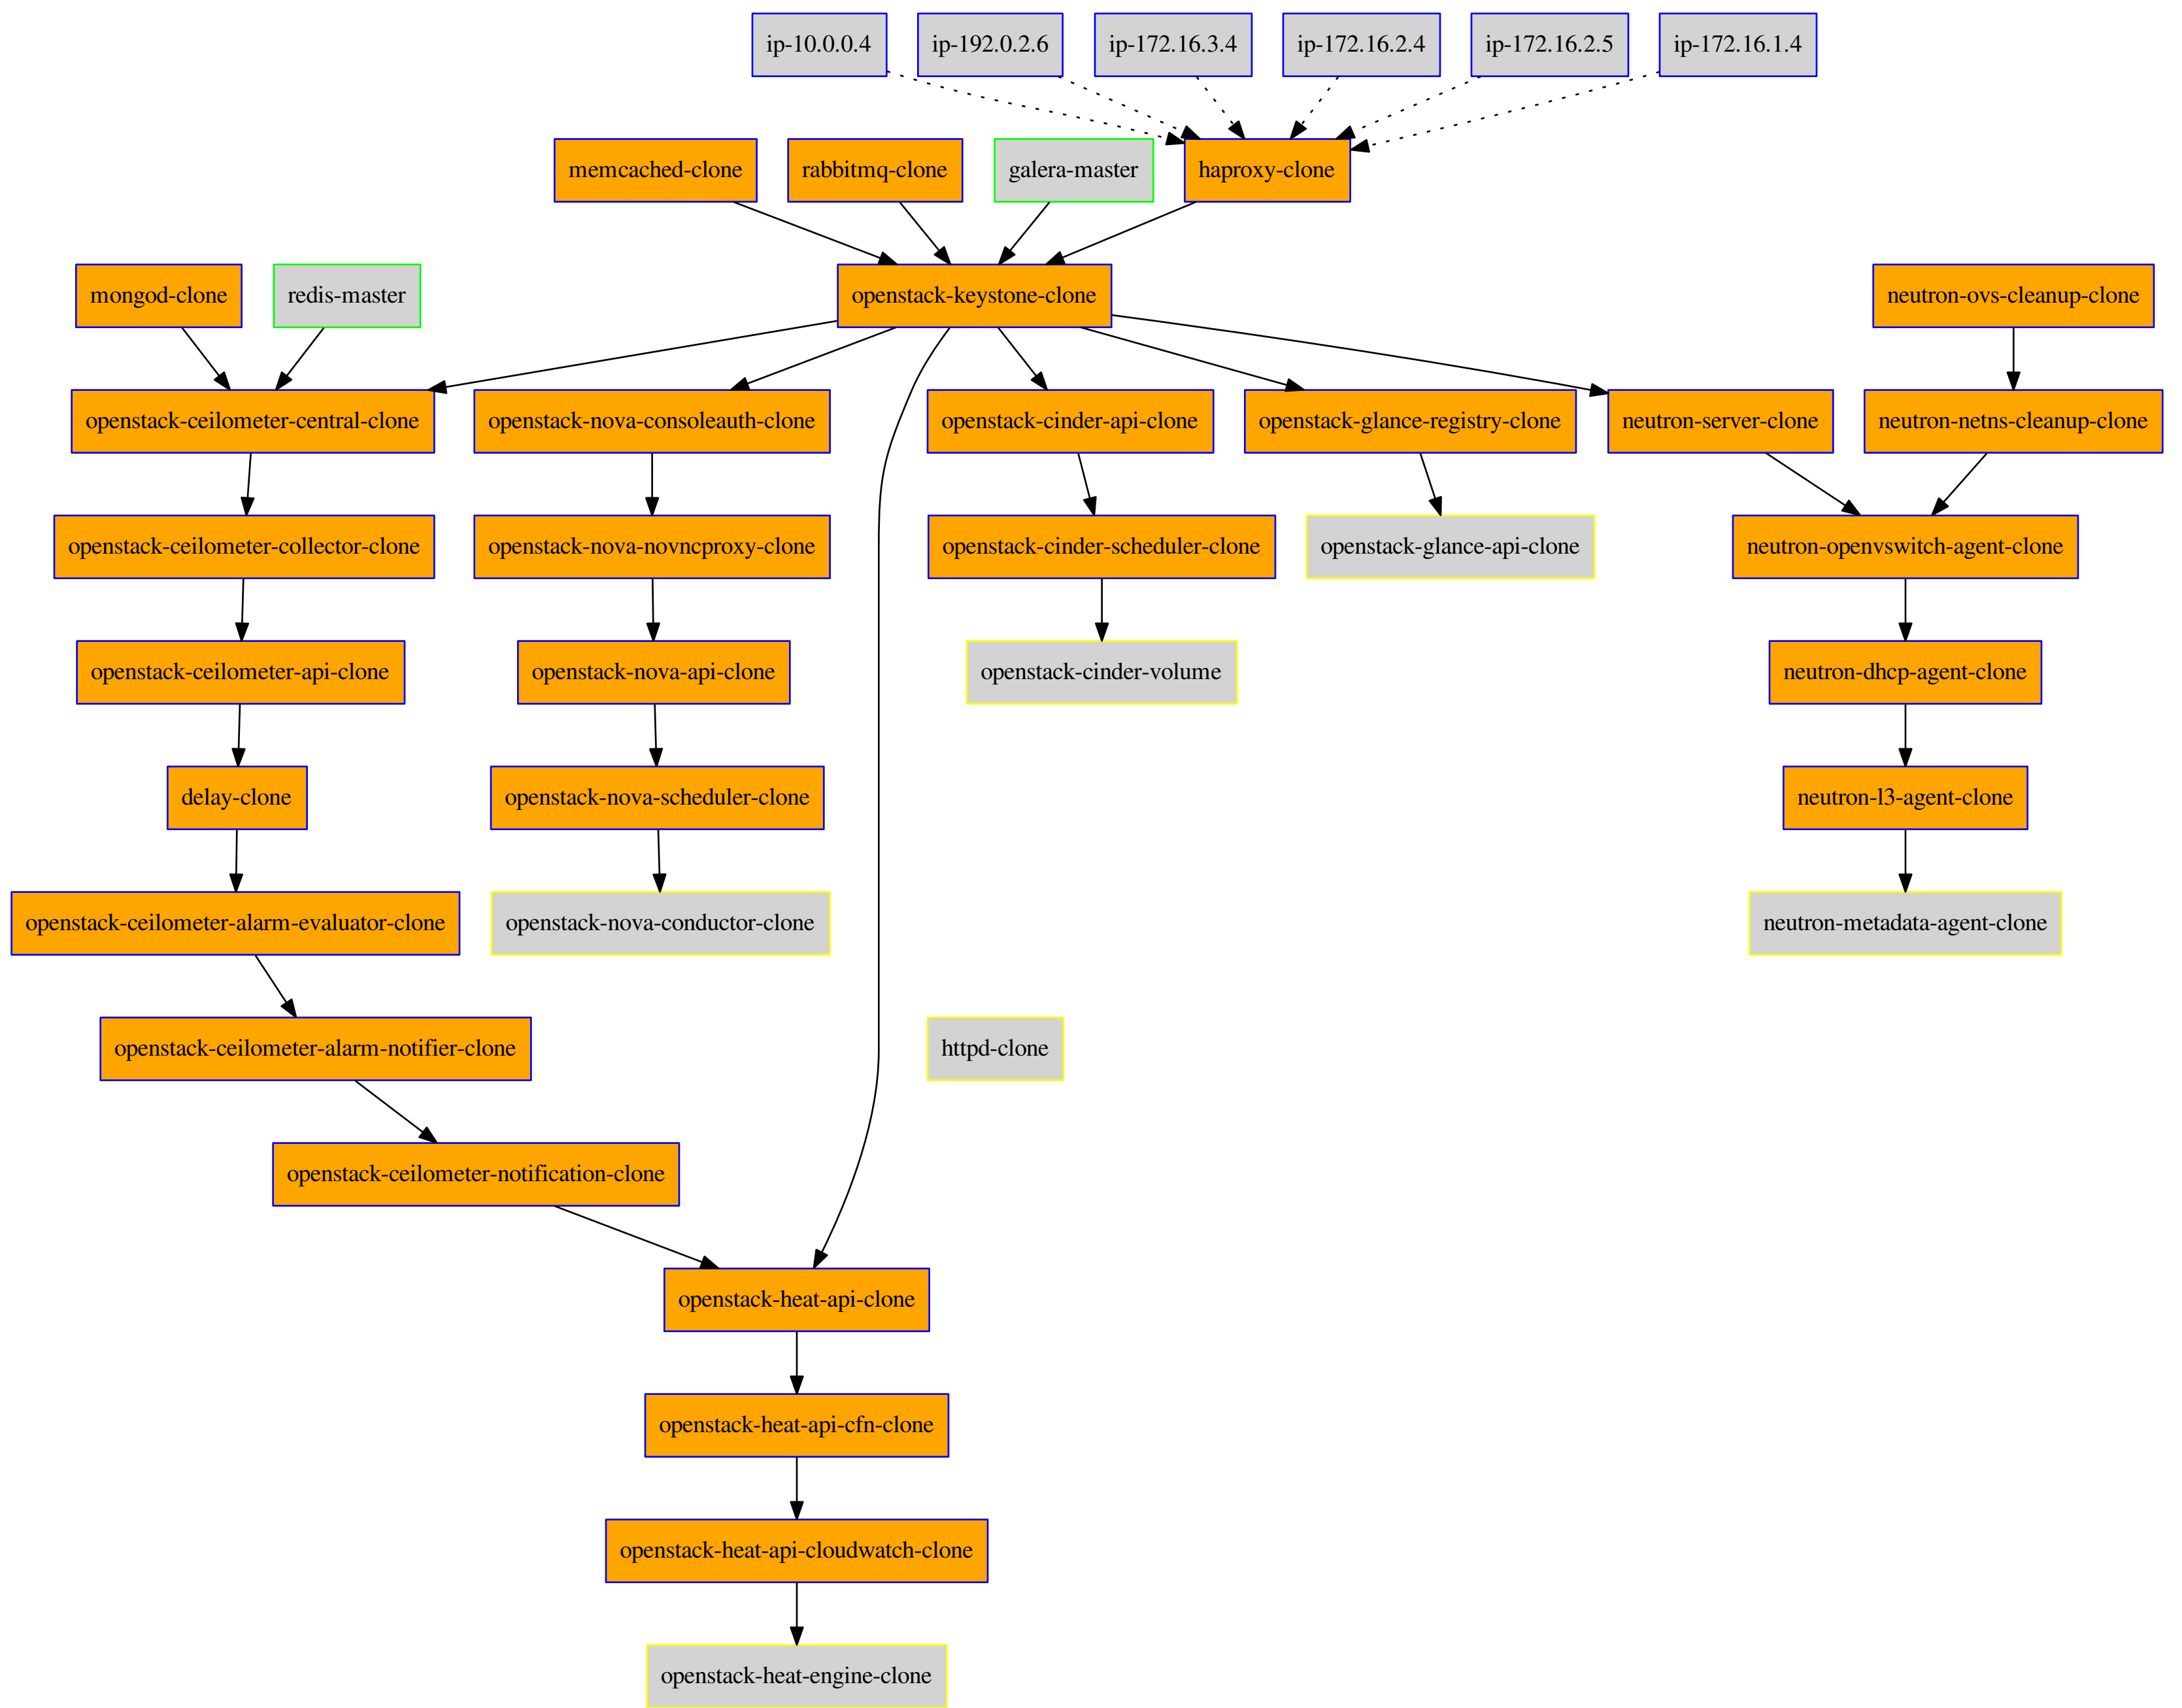 ip-10.0.0.4
ip-192.0.2.6
ip-172.16.3.4
ip-172.16.2.4
ip-172.16.2.5
ip-172.16.1.4
memcached-clone
rabbitmq-clone
galera-master
haproxy-clone
mongod-clone
redis-master
openstack-keystone-clone
neutron-ovs-cleanup-clone
openstack-ceilometer-central-clone
openstack-nova-consoleauth-clone
openstack-cinder-api-clone
openstack-glance-registry-clone
neutron-server-clone
neutron-netns-cleanup-clone
openstack-ceilometer-collector-clone
openstack-nova-novncproxy-clone
openstack-cinder-scheduler-clone
openstack-glance-api-clone
neutron-openvswitch-agent-clone
openstack-ceilometer-api-clone
openstack-nova-api-clone
openstack-cinder-volume
neutron-dhcp-agent-clone
delay-clone
openstack-nova-scheduler-clone
neutron-l3-agent-clone
openstack-ceilometer-alarm-evaluator-clone
openstack-nova-conductor-clone
neutron-metadata-agent-clone
openstack-ceilometer-alarm-notifier-clone
httpd-clone
openstack-ceilometer-notification-clone
openstack-heat-api-clone
openstack-heat-api-cfn-clone
openstack-heat-api-cloudwatch-clone
openstack-heat-engine-clone